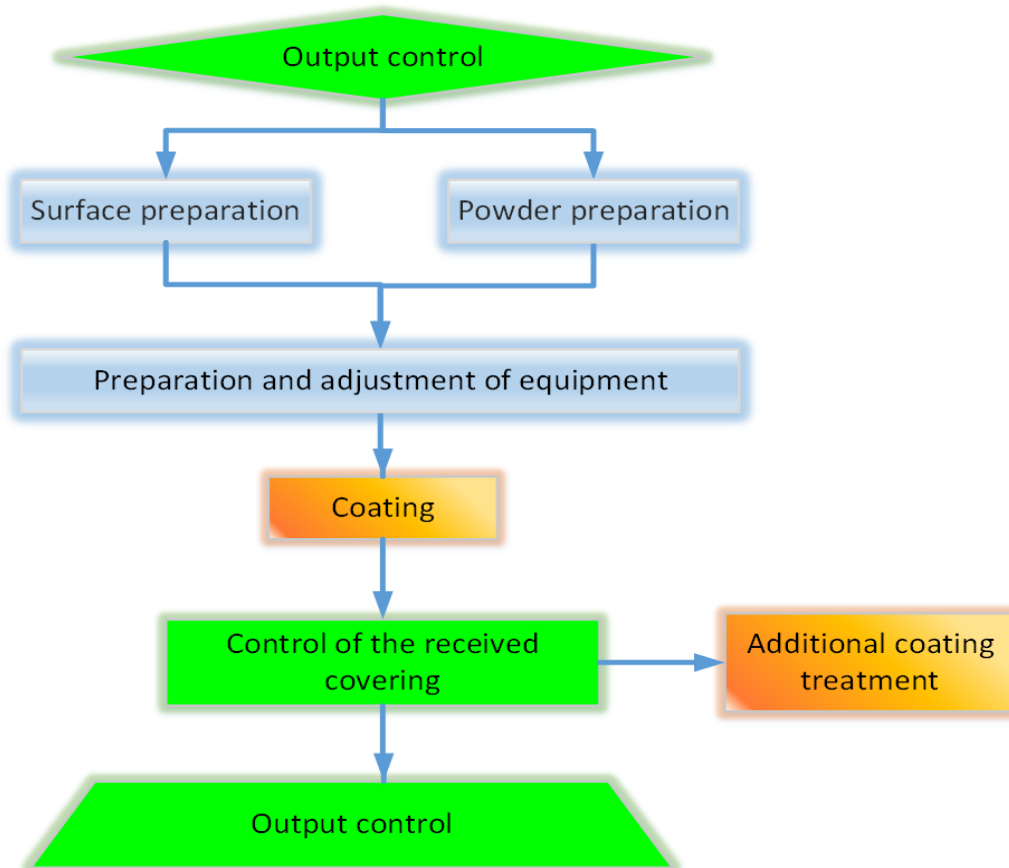 Output control
Surface preparation
Powder preparation
Preparation and adjustment of equipment
Coating
Control of the received
covering
Additional coating
treatment
Output control